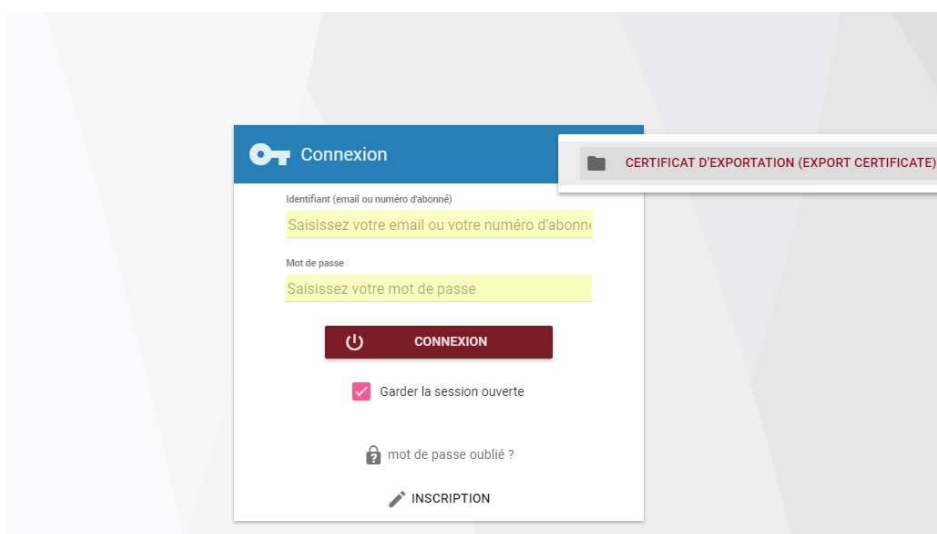 Connexion
CERTIFICAT D'EXPORTATION (EXPORT CERTIFICATE)
Identifiant (email ou numéro d'abonné)
Saisissez votre email ou votre numéro d'abonn
Mot de passe
Saisissez votre mot de passe
CONNEXION
Garder la session ouverte
mot de passe oublié ?
INSCRIPTION